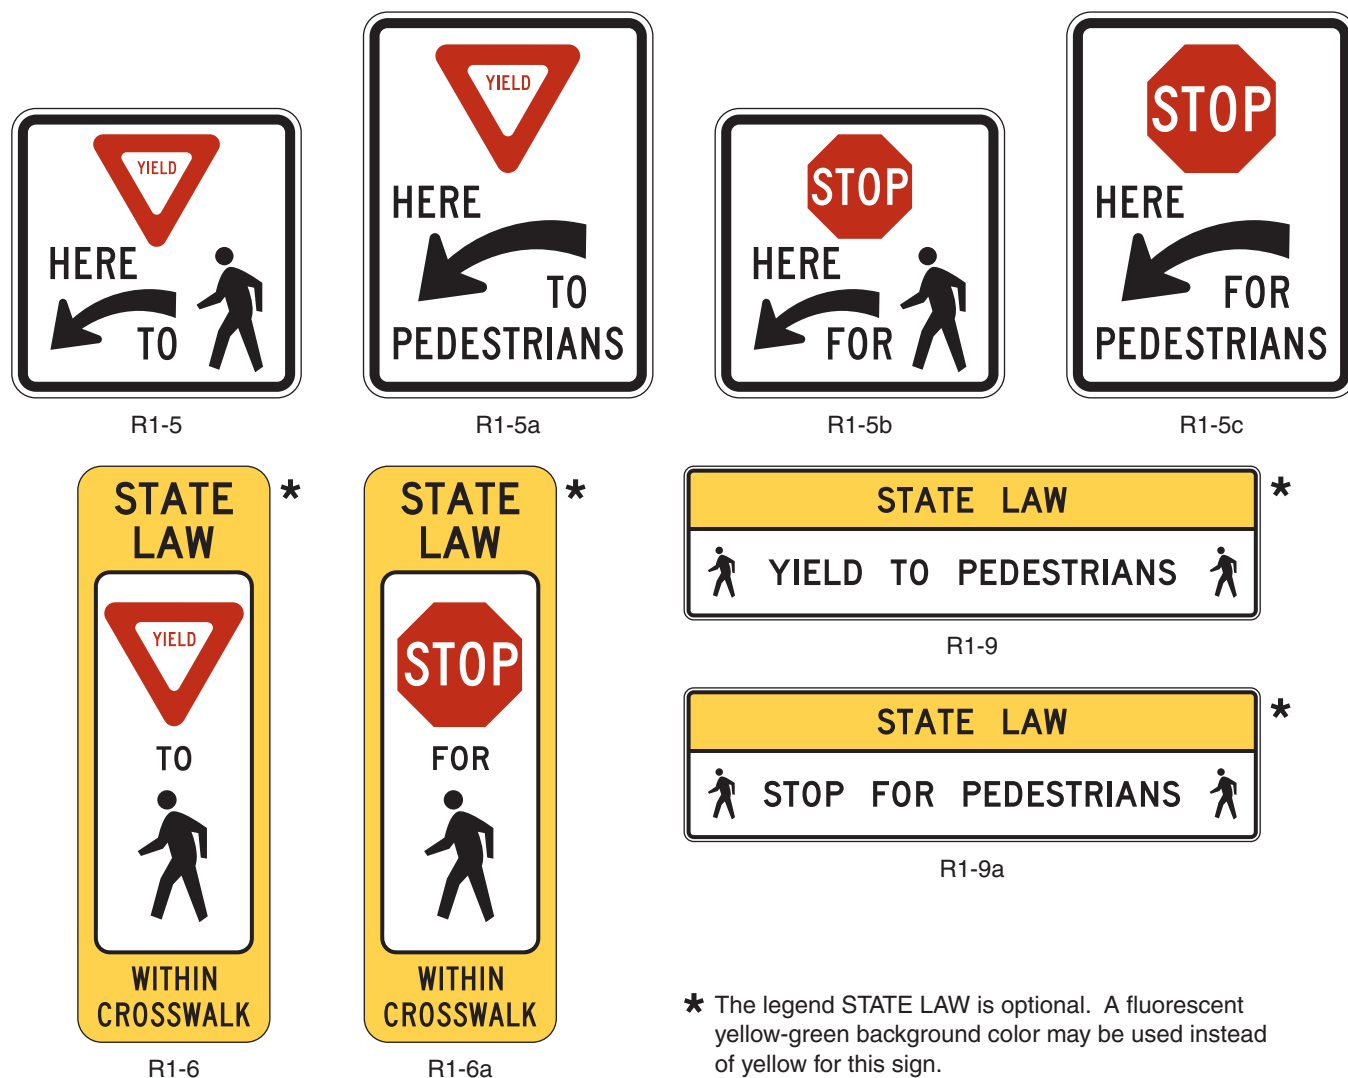 YIELD
HERE
TO
R1-5
YIELD
HERE
TO
PEDESTRIANS
R1-5a
STOP
HERE
FOR
R1-5b
STOP
HERE
FOR
PEDESTRIANS
R1-5c
STATE
LAW
*
YIELD
TO
WITHIN
CROSSWALK
R1-6
STATE
LAW
*
STOP
FOR
WITHIN
CROSSWALK
R1-6a
STATE LAW
*
YIELD TO PEDESTRIANS
R1-9
STATE LAW
*
STOP FOR PEDESTRIANS
R1-9a
* The legend STATE LAW is optional. A fluorescent
yellow-green background color may be used instead
of yellow for this sign.